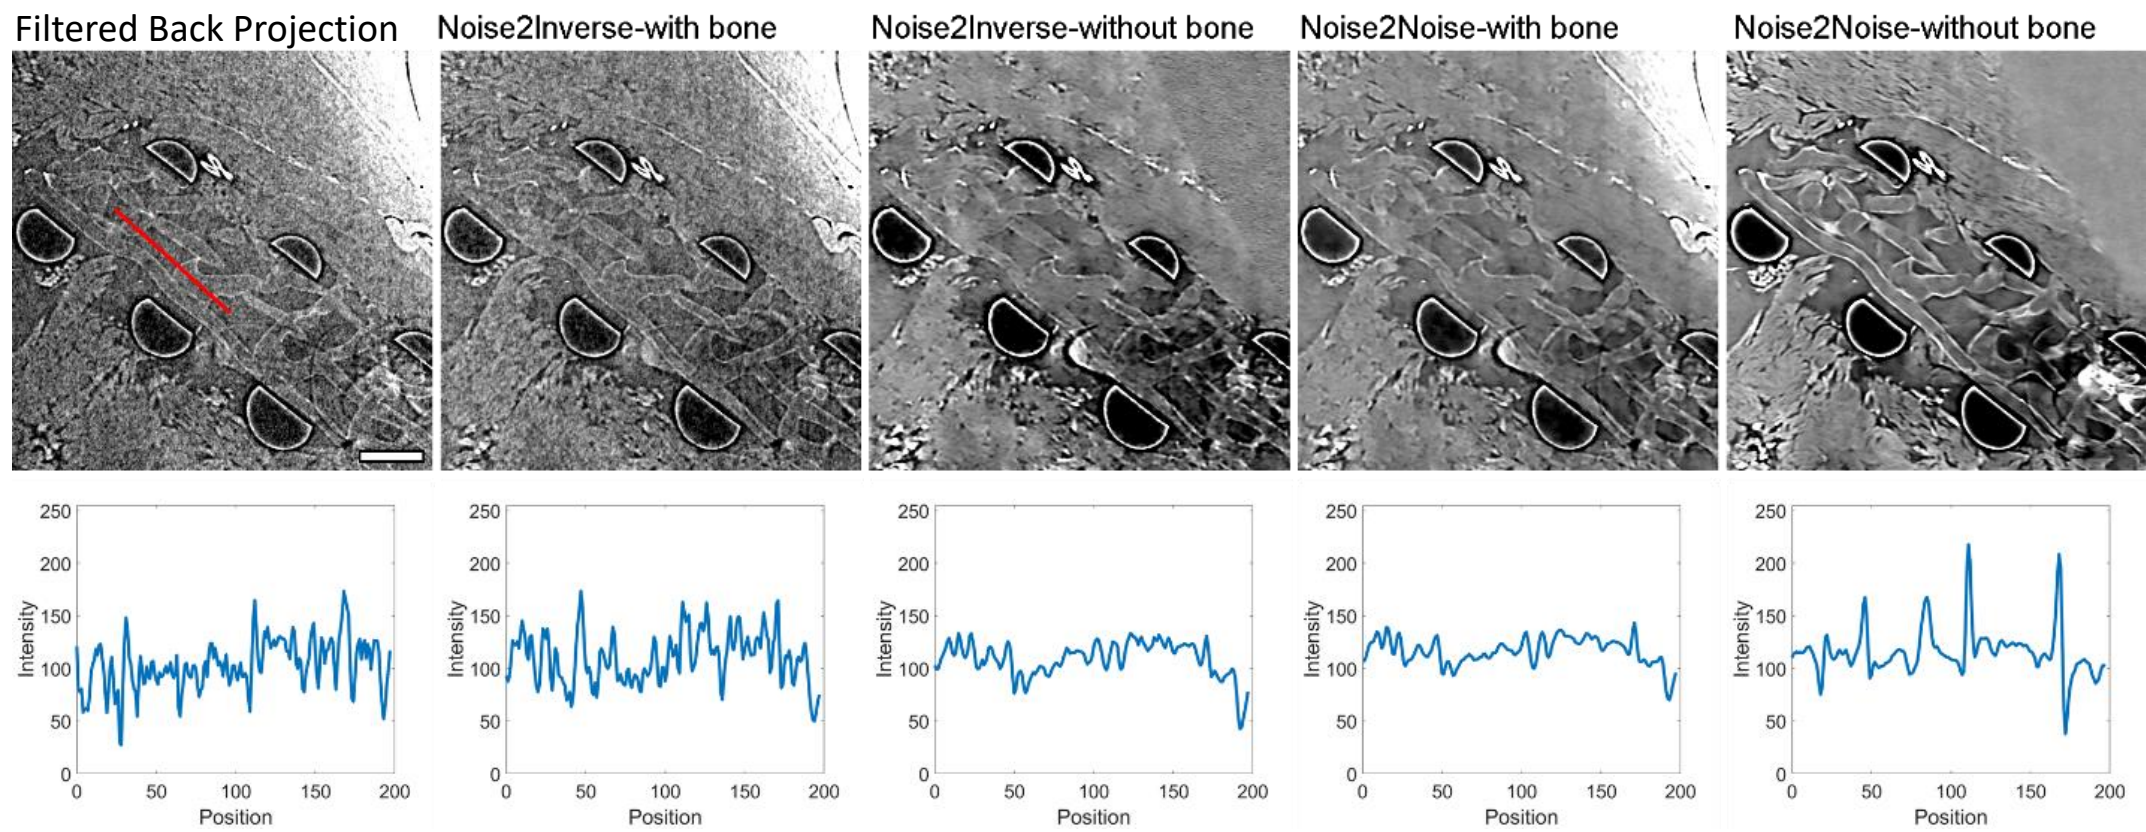 Filtered Back Projection
Noise2Inverse-with bone
Noise2Inverse-without bone
Noise2Noise-with bone
Noise2Noise-without bone
250
200
150
100
50
0
Intensity
0 50 100 150 200
Position
250
200
150
100
50
0
Intensity
0 50 100 150 200
Position
250
200
150
100
50
0
Intensity
0 50 100 150 200
Position
250
200
150
100
50
0
Intensity
0 50 100 150 200
Position
250
200
150
100
50
0
Intensity
0 50 100 150 200
Position